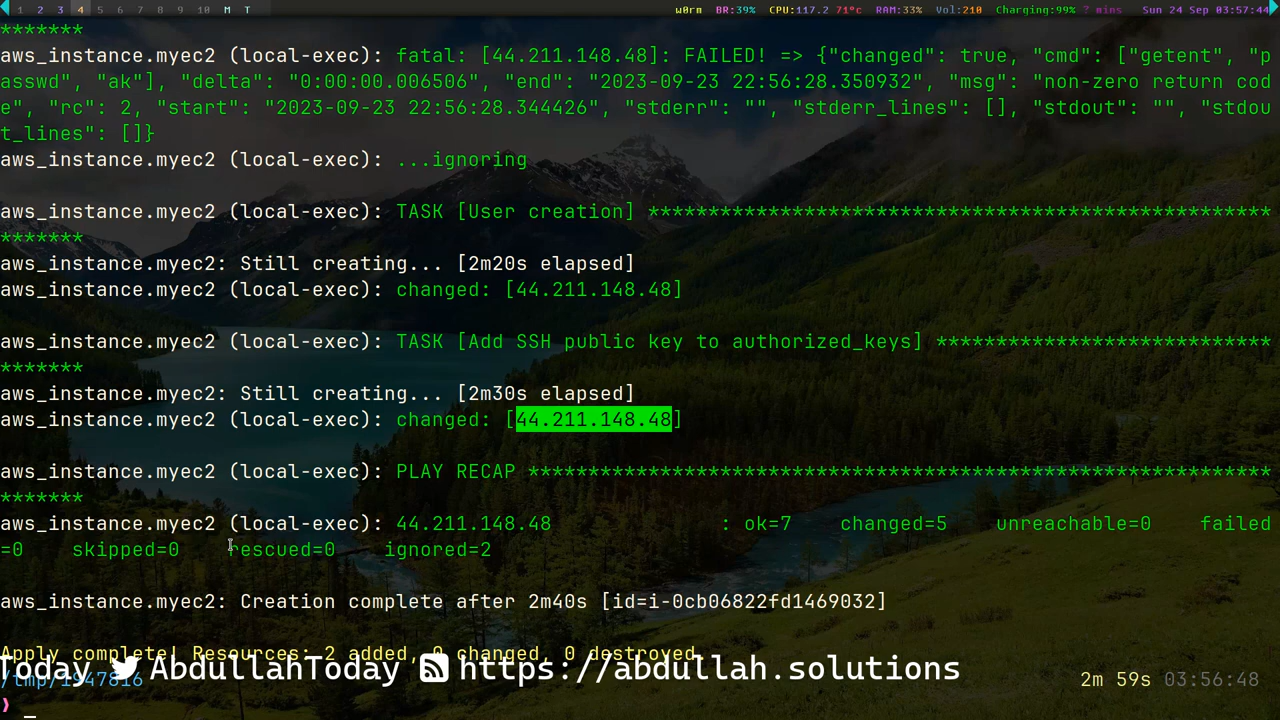 1 2 3 4 5 6 7 8 9 10 M T w0rm BR:39% CPU:117.2 71°c RAM:33% Vol:210 Charging:99% ? mins Sun 24 Sep 03:57:44
*******
aws_instance.myec2 (local-exec): fatal: [44.211.148.48]: FAILED! => {"changed": true, "cmd": ["getent", "p
asswd", "ak"], "delta": "0:00:00.006506", "end": "2023-09-23 22:56:28.350932", "msg": "non-zero return cod
e", "rc": 2, "start": "2023-09-23 22:56:28.344426", "stderr": "", "stderr_lines": [], "stdout": "", "stdou
t_lines": []}
aws_instance.myec2 (local-exec): ...ignoring
aws_instance.myec2 (local-exec): TASK [User creation] ****************************************************
*******
aws_instance.myec2: Still creating... [2m20s elapsed]
aws_instance.myec2 (local-exec): changed: [44.211.148.48]
aws_instance.myec2 (local-exec): TASK [Add SSH public key to authorized_keys] ****************************
*******
aws_instance.myec2: Still creating... [2m30s elapsed]
aws_instance.myec2 (local-exec): changed: [44.211.148.48]
aws_instance.myec2 (local-exec): PLAY RECAP **************************************************************
*******
aws_instance.myec2 (local-exec): 44.211.148.48 : ok=7 changed=5 unreachable=0 failed
=0 skipped=0 rescued=0 ignored=2
aws_instance.myec2: Creation complete after 2m40s [id=i-0cb06822fd1469032]
Apply complete! Resources: 2 added, 0 changed, 0 destroyed.
Today AbdullahToday https://abdullah.solutions
/tmp/1947816 2m 59s 03:56:48
❯